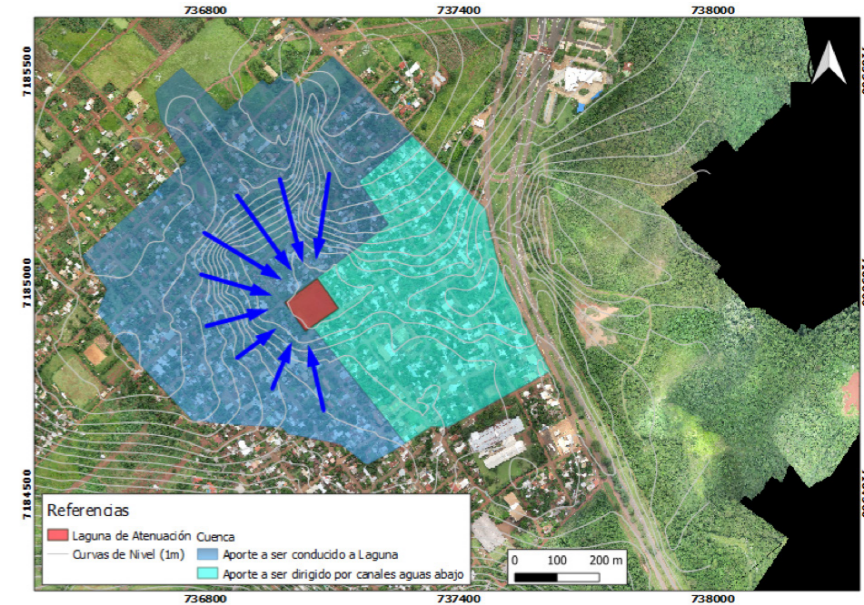 736800 737400 738000
7185500
7185000
7184500
Referencias
Laguna de Atenuación Cuenca
Curvas de Nivel (1m) Aporte a ser conducido a Laguna
Aporte a ser dirigido por canales aguas abajo
0 100 200 m
736800 737400 738000